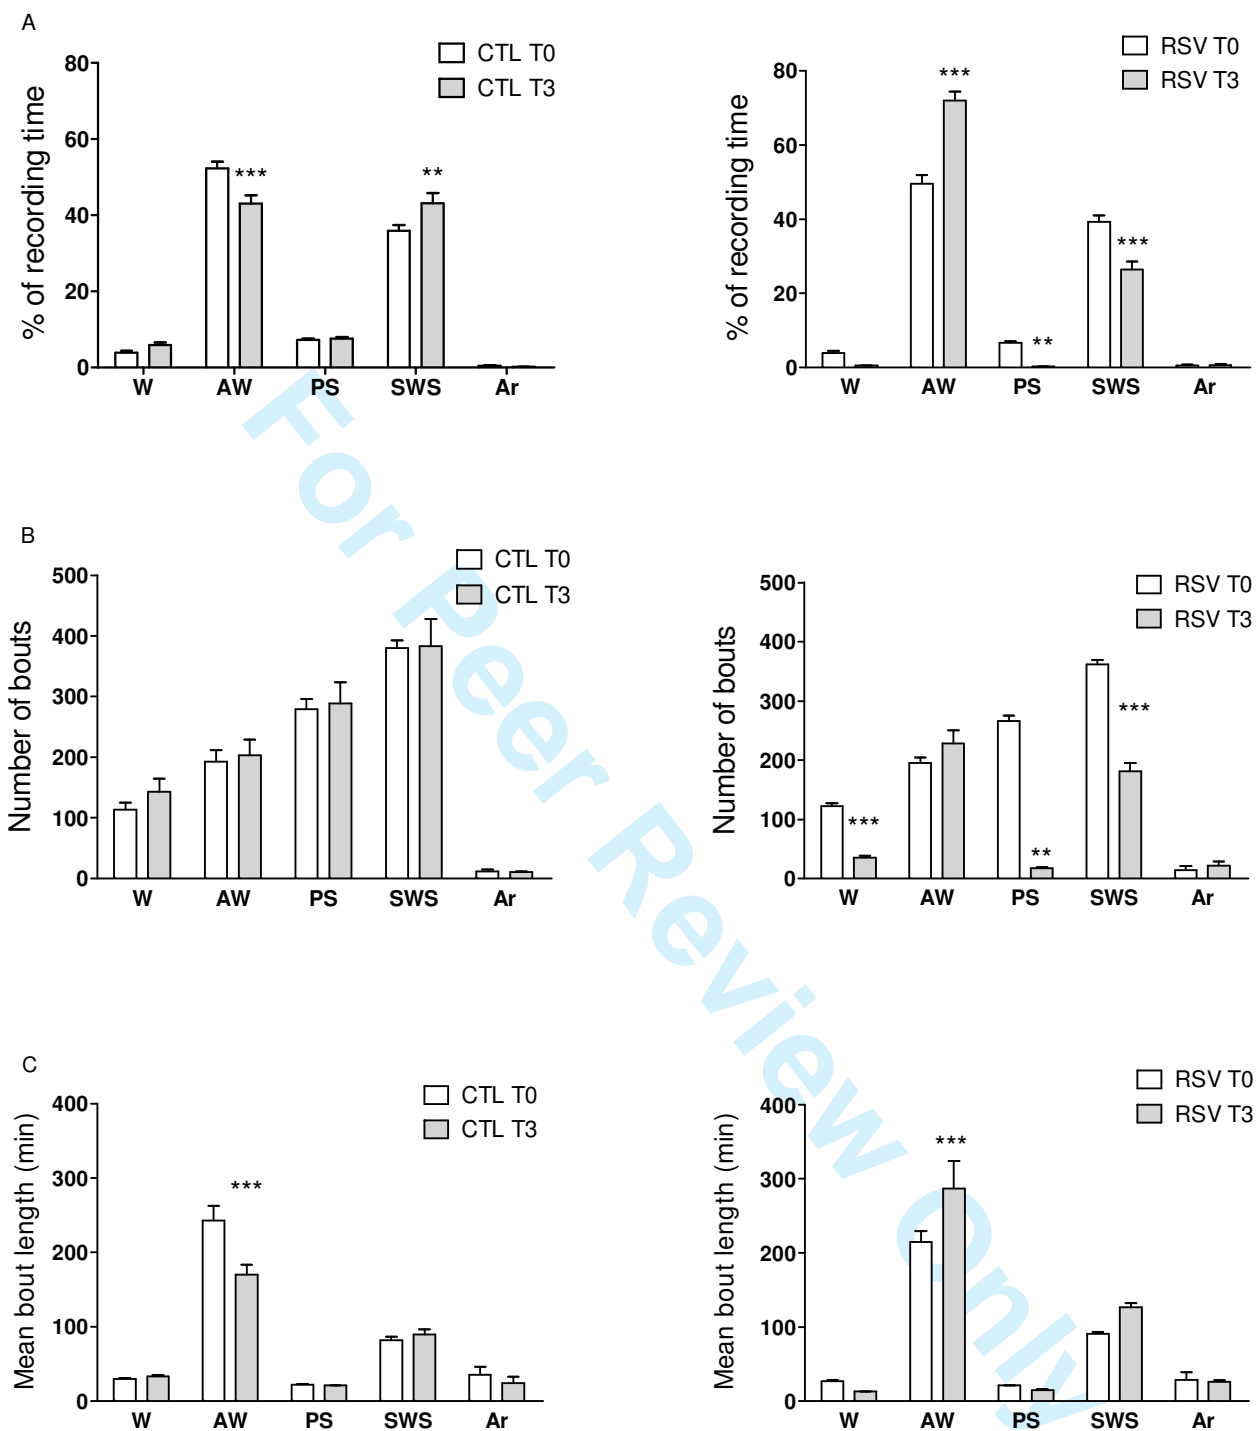 A
CTL T0
CTL T3
% of recording time
80
60
40
20
0
***
**
W AW PS SWS Ar
RSV T0
RSV T3
% of recording time
80
60
40
20
0
***
**
***
W AW PS SWS Ar
B
CTL T0
CTL T3
Number of bouts
500
400
300
200
100
0
W AW PS SWS Ar
RSV T0
RSV T3
Number of bouts
500
400
300
200
100
0
***
**
***
W AW PS SWS Ar
C
CTL T0
CTL T3
Mean bout length (min)
400
300
200
100
0
***
W AW PS SWS Ar
RSV T0
RSV T3
Mean bout length (min)
400
300
200
100
0
***
W AW PS SWS Ar
For Peer Review Only